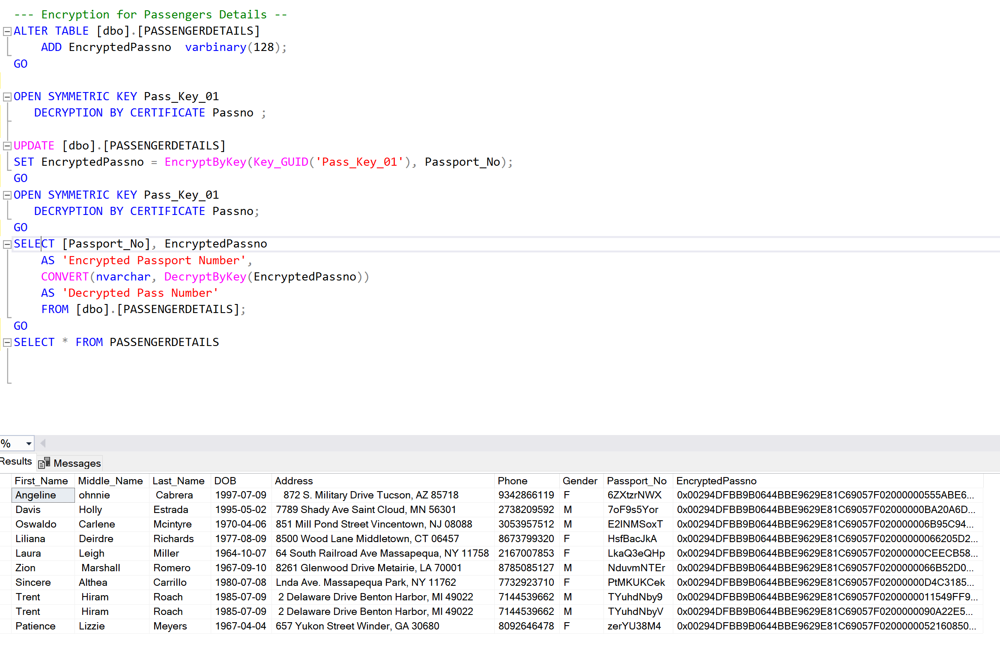 --- Encryption for Passengers Details --
ALTER TABLE [dbo].[PASSENGERDETAILS]
ADD EncryptedPassno  varbinary(128);
GO
OPEN SYMMETRIC KEY Pass_Key_01
DECRYPTION BY CERTIFICATE Passno ;
UPDATE [dbo].[PASSENGERDETAILS]
SET EncryptedPassno = EncryptByKey(Key_GUID('Pass_Key_01'), Passport_No);
GO
OPEN SYMMETRIC KEY Pass_Key_01
DECRYPTION BY CERTIFICATE Passno;
GO
SELECT [Passport_No], EncryptedPassno
AS 'Encrypted Passport Number',
CONVERT(nvarchar, DecryptByKey(EncryptedPassno))
AS 'Decrypted Pass Number'
FROM [dbo].[PASSENGERDETAILS];
GO
SELECT * FROM PASSENGERDETAILS
%
Results Messages
First_Name Middle_Name Last_Name DOB Address Phone Gender Passport_No EncryptedPassno
Angeline ohnnie Cabrera 1997-07-09 872 S. Military Drive Tucson, AZ 85718 9342866119 F 6ZXtzrNWX 0x00294DFBB9B0644BBE9629E81C69057F02000000555ABE6...
Davis Holly Estrada 1995-05-02 7789 Shady Ave Saint Cloud, MN 56301 2738209592 M 7oF9s5Yor 0x00294DFBB9B0644BBE9629E81C69057F02000000BA20A6D...
Oswaldo Carlene Mcintyre 1970-04-06 851 Mill Pond Street Vincentown, NJ 08088 3053957512 M E2INMSoxT 0x00294DFBB9B0644BBE9629E81C69057F020000006B95C94...
Liliana Deirdre Richards 1977-08-09 8500 Wood Lane Middletown, CT 06457 8673799320 F HsfBacJkA 0x00294DFBB9B0644BBE9629E81C69057F02000000066205D2...
Laura Leigh Miller 1964-10-07 64 South Railroad Ave Massapequa, NY 11758 2167007853 F LkaQ3eQHp 0x00294DFBB9B0644BBE9629E81C69057F02000000CEECB58...
Zion Marshall Romero 1967-09-10 8261 Glenwood Drive Metairie, LA 70001 8785085127 M NduvmNTEr 0x00294DFBB9B0644BBE9629E81C69057F0200000066B52D0...
Sincere Althea Carrillo 1980-07-08 Lnda Ave. Massapequa Park, NY 11762 7732923710 F PtMKUKCek 0x00294DFBB9B0644BBE9629E81C69057F02000000D4C3185...
Trent Hiram Roach 1985-07-09 2 Delaware Drive Benton Harbor, MI 49022 7144539662 M TYuhdNby9 0x00294DFBB9B0644BBE9629E81C69057F0200000011549FF9...
Trent Hiram Roach 1985-07-09 2 Delaware Drive Benton Harbor, MI 49022 7144539662 M TYuhdNbyV 0x00294DFBB9B0644BBE9629E81C69057F0200000090A22E5...
Patience Lizzie Meyers 1967-04-04 657 Yukon Street Winder, GA 30680 8092646478 F zerYU38M4 0x00294DFBB9B0644BBE9629E81C69057F0200000052160850...